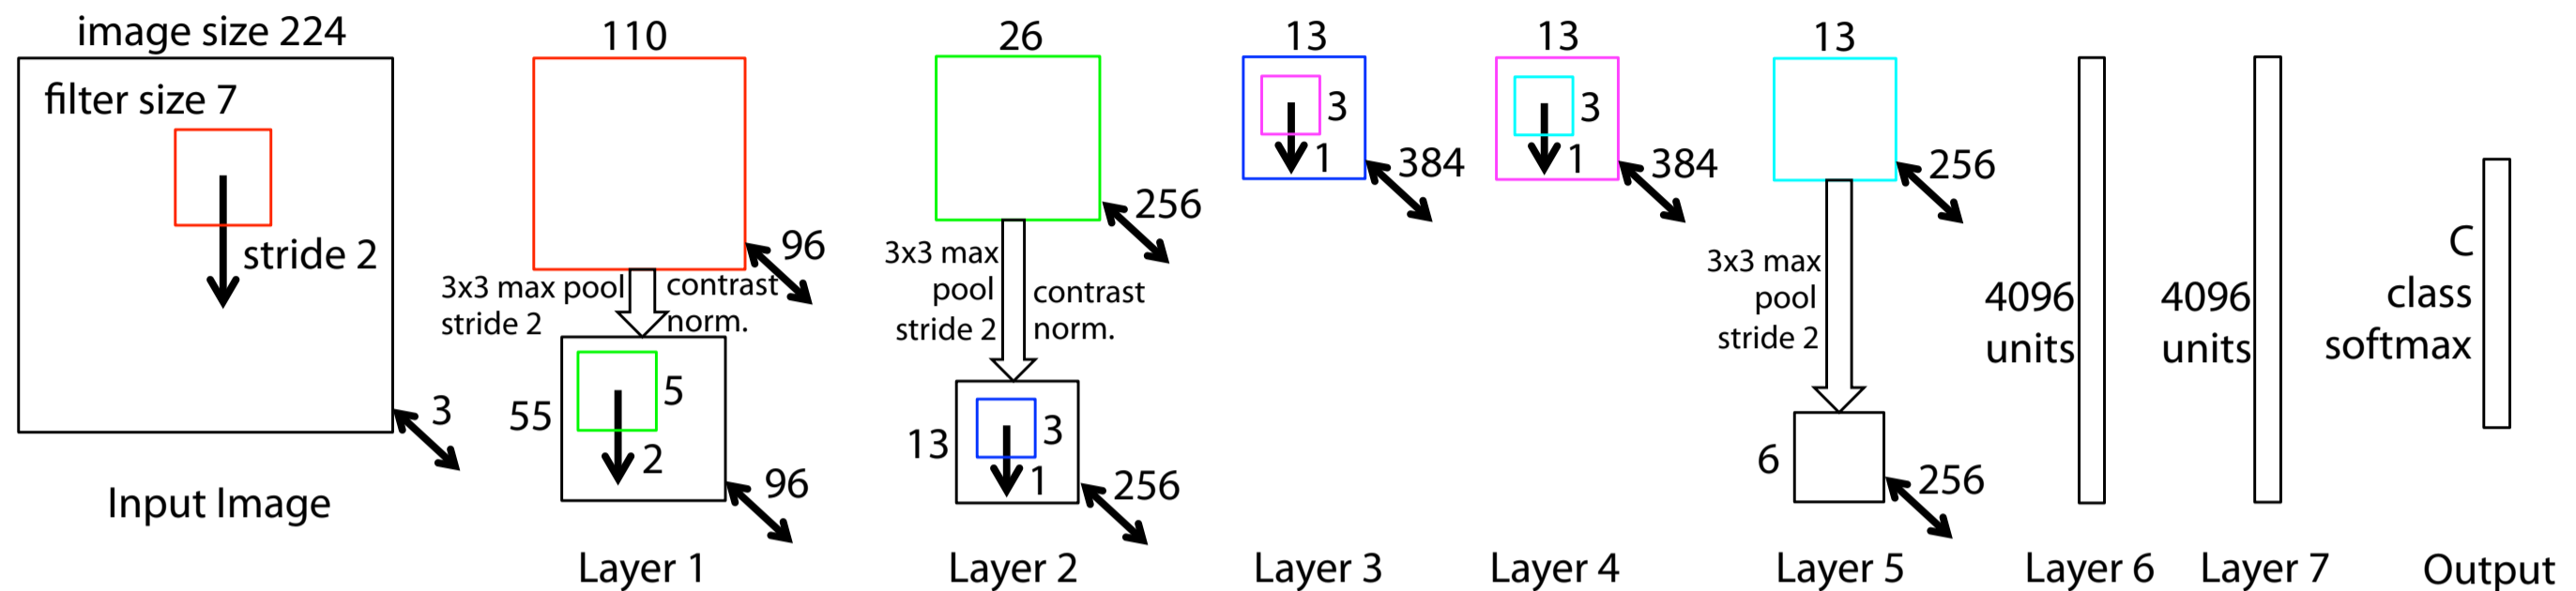 image size 224
filter size 7
stride 2
3
Input Image
110
96
3x3 max pool
stride 2
contrast
norm.
55
5
2
96
Layer 1
26
256
3x3 max
pool
stride 2
contrast
norm.
13
3
1
256
Layer 2
13
3
1
384
Layer 3
13
3
1
384
Layer 4
13
256
3x3 max
pool
stride 2
6
256
Layer 5
4096
units
Layer 6
4096
units
Layer 7
C
class
softmax
Output